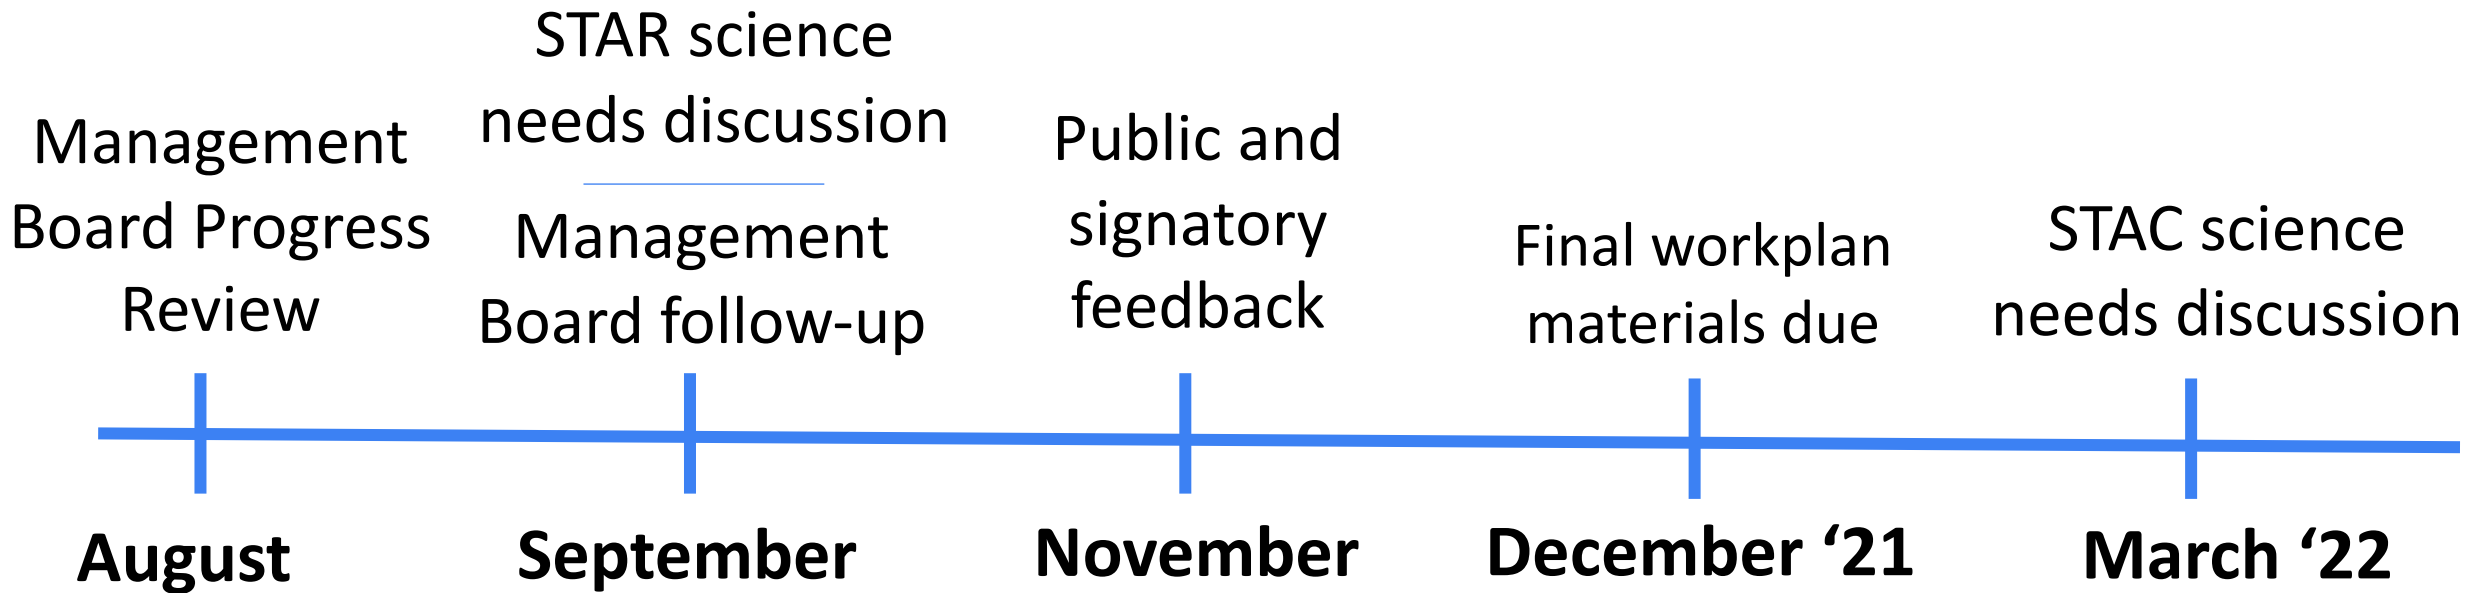 Management
Board Progress
Review
STAR science
needs discussion
Management
Board follow-up
Public and
signatory
feedback
Final workplan
materials due
STAC science
needs discussion
August
September
November
December ‘21
March ‘22